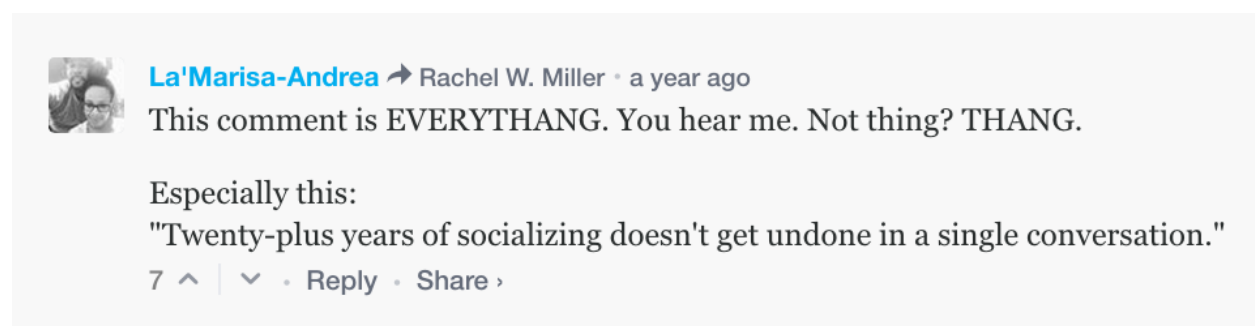 La'Marisa-Andrea Rachel W. Miller • a year ago
This comment is EVERYTHANG. You hear me. Not thing? THANG.
Especially this:
"Twenty-plus years of socializing doesn't get undone in a single conversation."
7 • Reply • Share ›